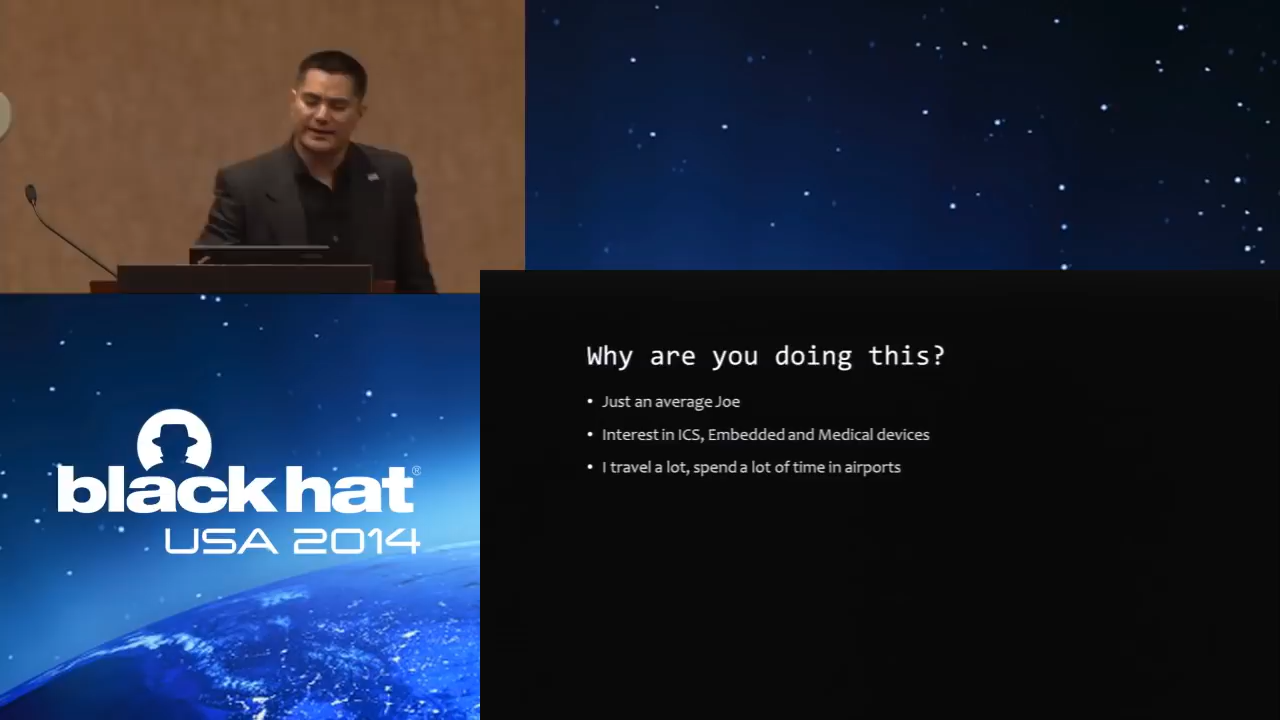 Why are you doing this?
• Just an average Joe
• Interest in ICS, Embedded and Medical devices
• I travel a lot, spend a lot of time in airports
black hat®
USA 2014